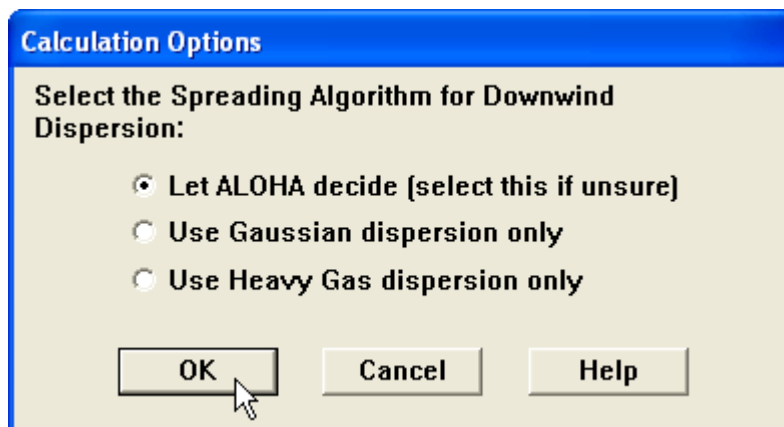 Calculation Options
Select the Spreading Algorithm for Downwind
Dispersion:
Let ALOHA decide (select this if unsure)
Use Gaussian dispersion only
Use Heavy Gas dispersion only
OK Cancel Help